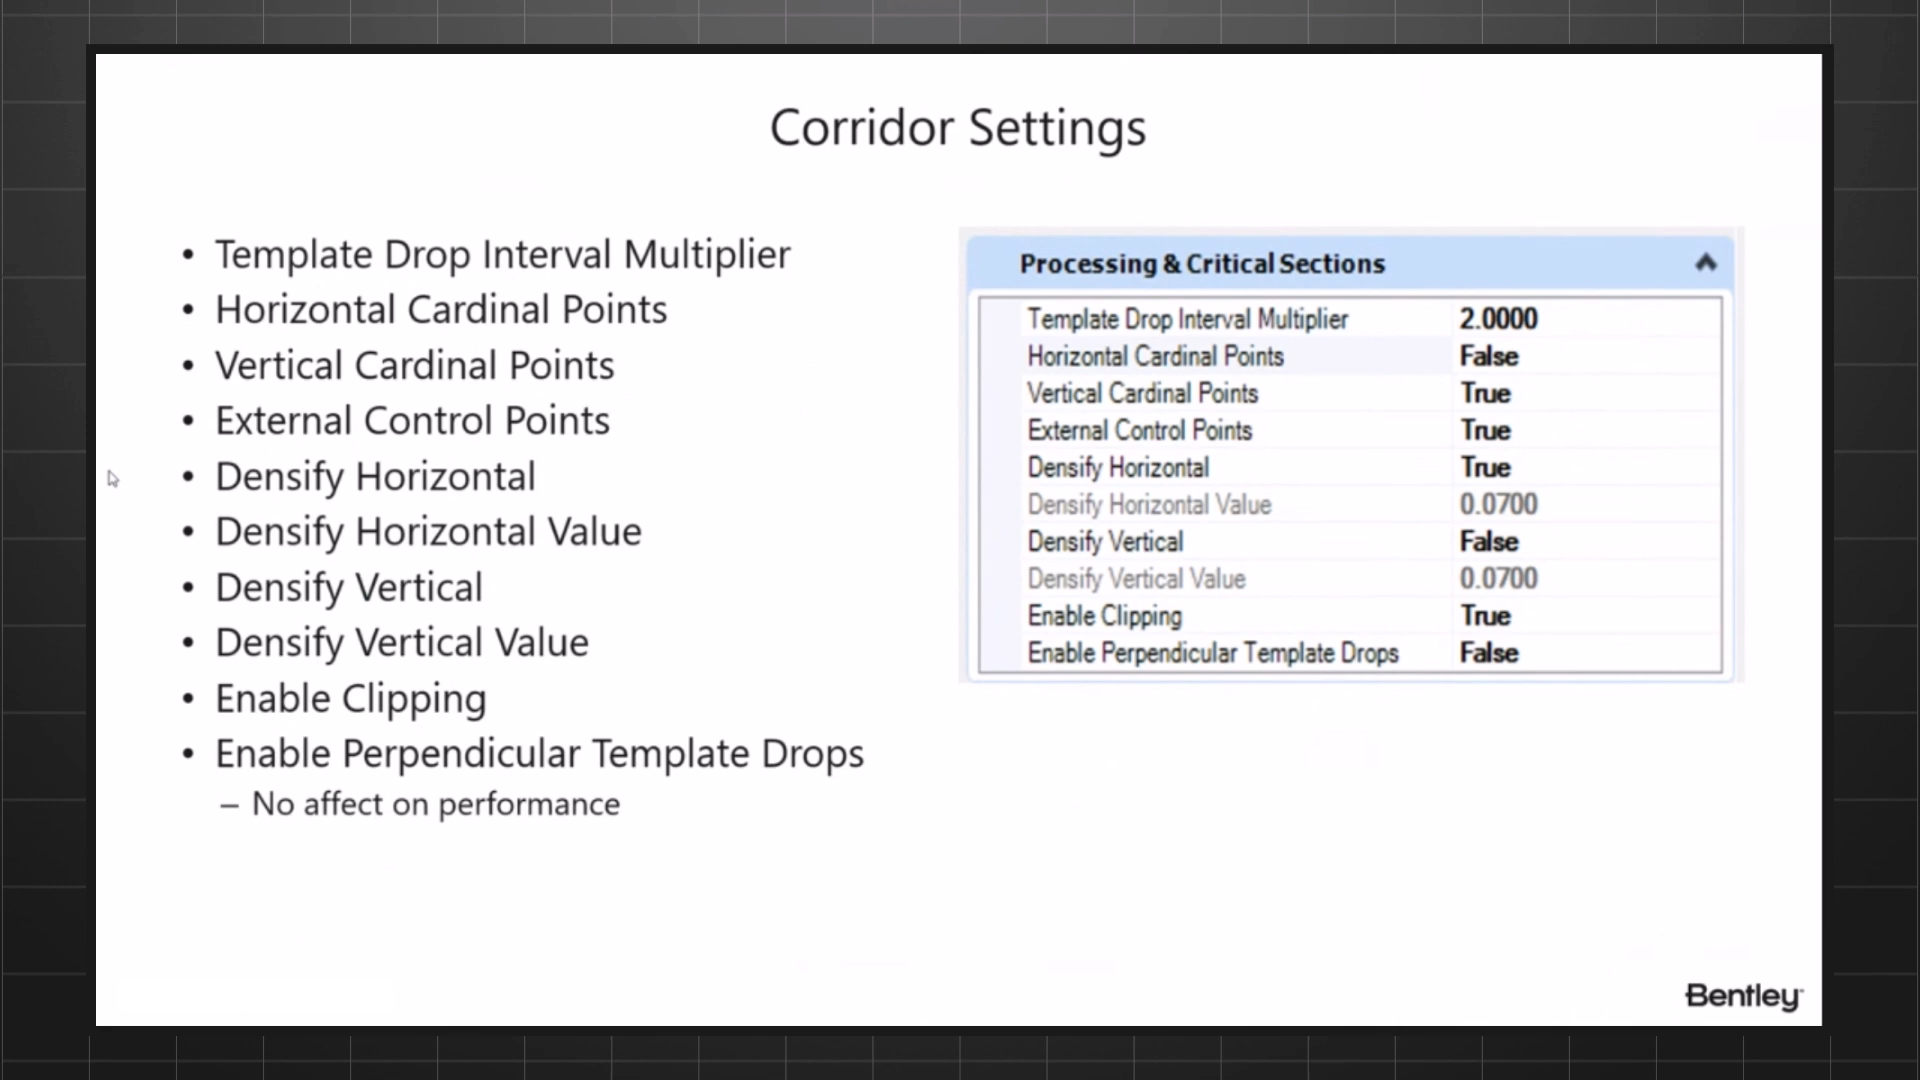 Corridor Settings
• Template Drop Interval Multiplier
• Horizontal Cardinal Points
• Vertical Cardinal Points
• External Control Points
• Densify Horizontal
• Densify Horizontal Value
• Densify Vertical
• Densify Vertical Value
• Enable Clipping
• Enable Perpendicular Template Drops
– No affect on performance
Processing & Critical Sections
Template Drop Interval Multiplier 2.0000
Horizontal Cardinal Points False
Vertical Cardinal Points True
External Control Points True
Densify Horizontal True
Densify Horizontal Value 0.0700
Densify Vertical False
Densify Vertical Value 0.0700
Enable Clipping True
Enable Perpendicular Template Drops False
Bentley